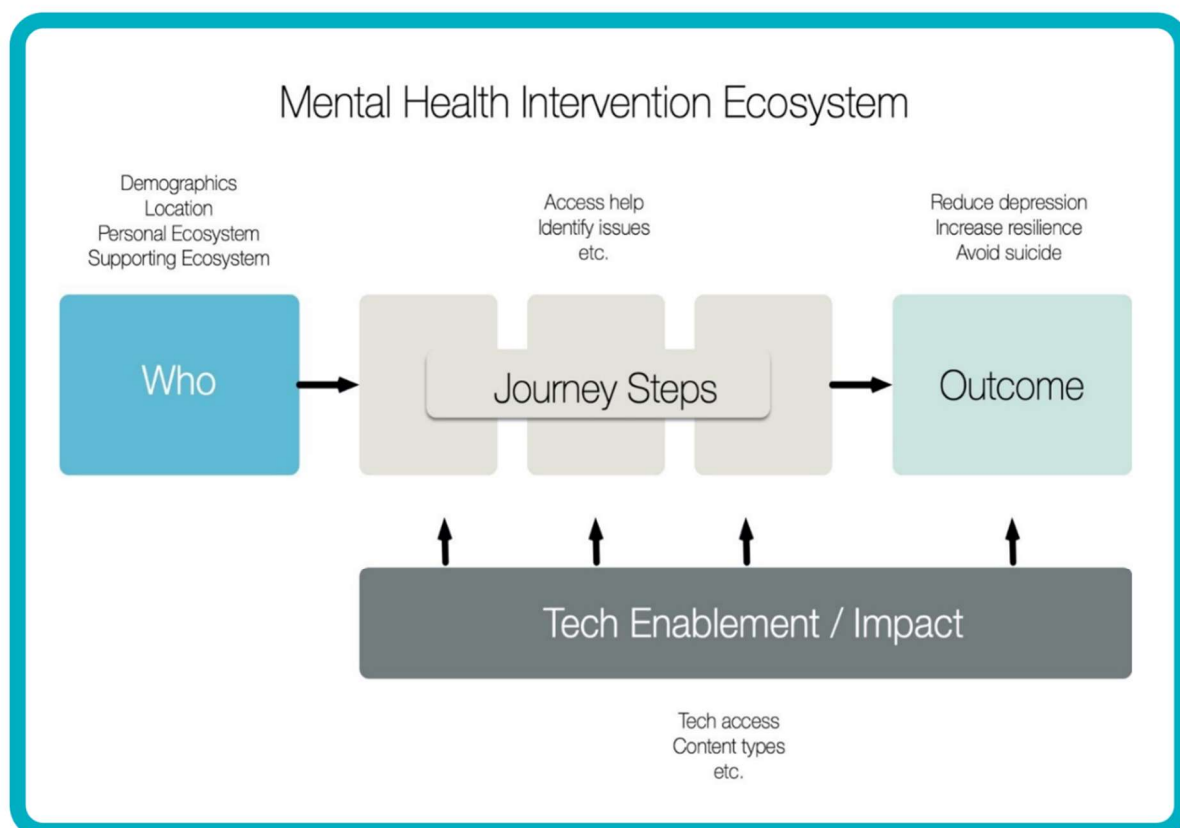 Mental Health Intervention Ecosystem
Demographics
Location
Personal Ecosystem
Supporting Ecosystem
Access help
Identify issues
etc.
Reduce depression
Increase resilience
Avoid suicide
Who
Journey Steps
Outcome
Tech Enablement / Impact
Tech access
Content types
etc.